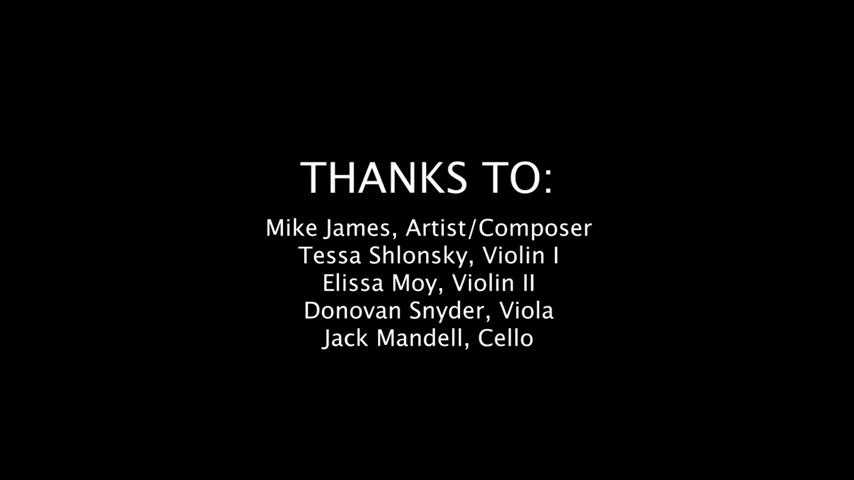 THANKS TO:
Mike James, Artist/Composer
Tessa Shlonsky, Violin I
Elissa Moy, Violin II
Donovan Snyder, Viola
Jack Mandell, Cello